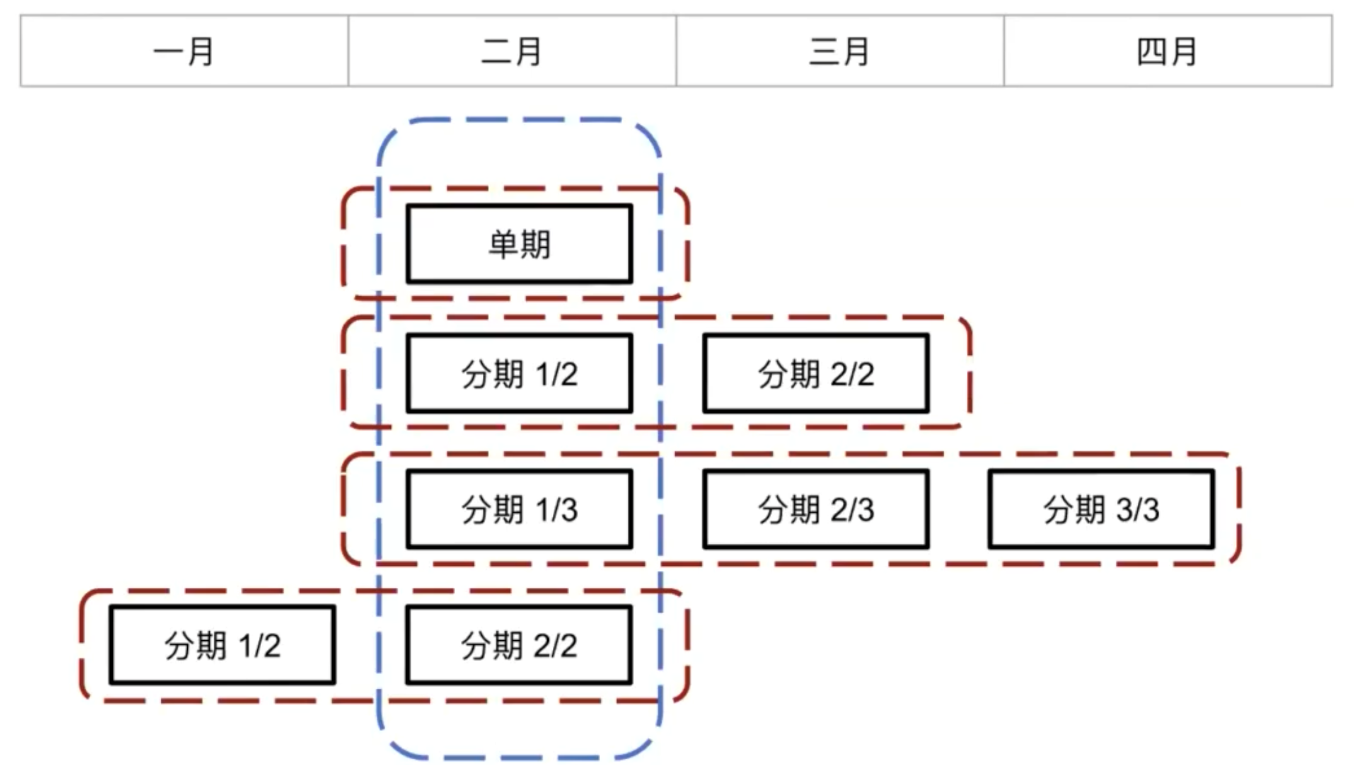 一月 二月 三月 四月
单期
分期 1/2 分期 2/2
分期 1/3 分期 2/3 分期 3/3
分期 1/2 分期 2/2